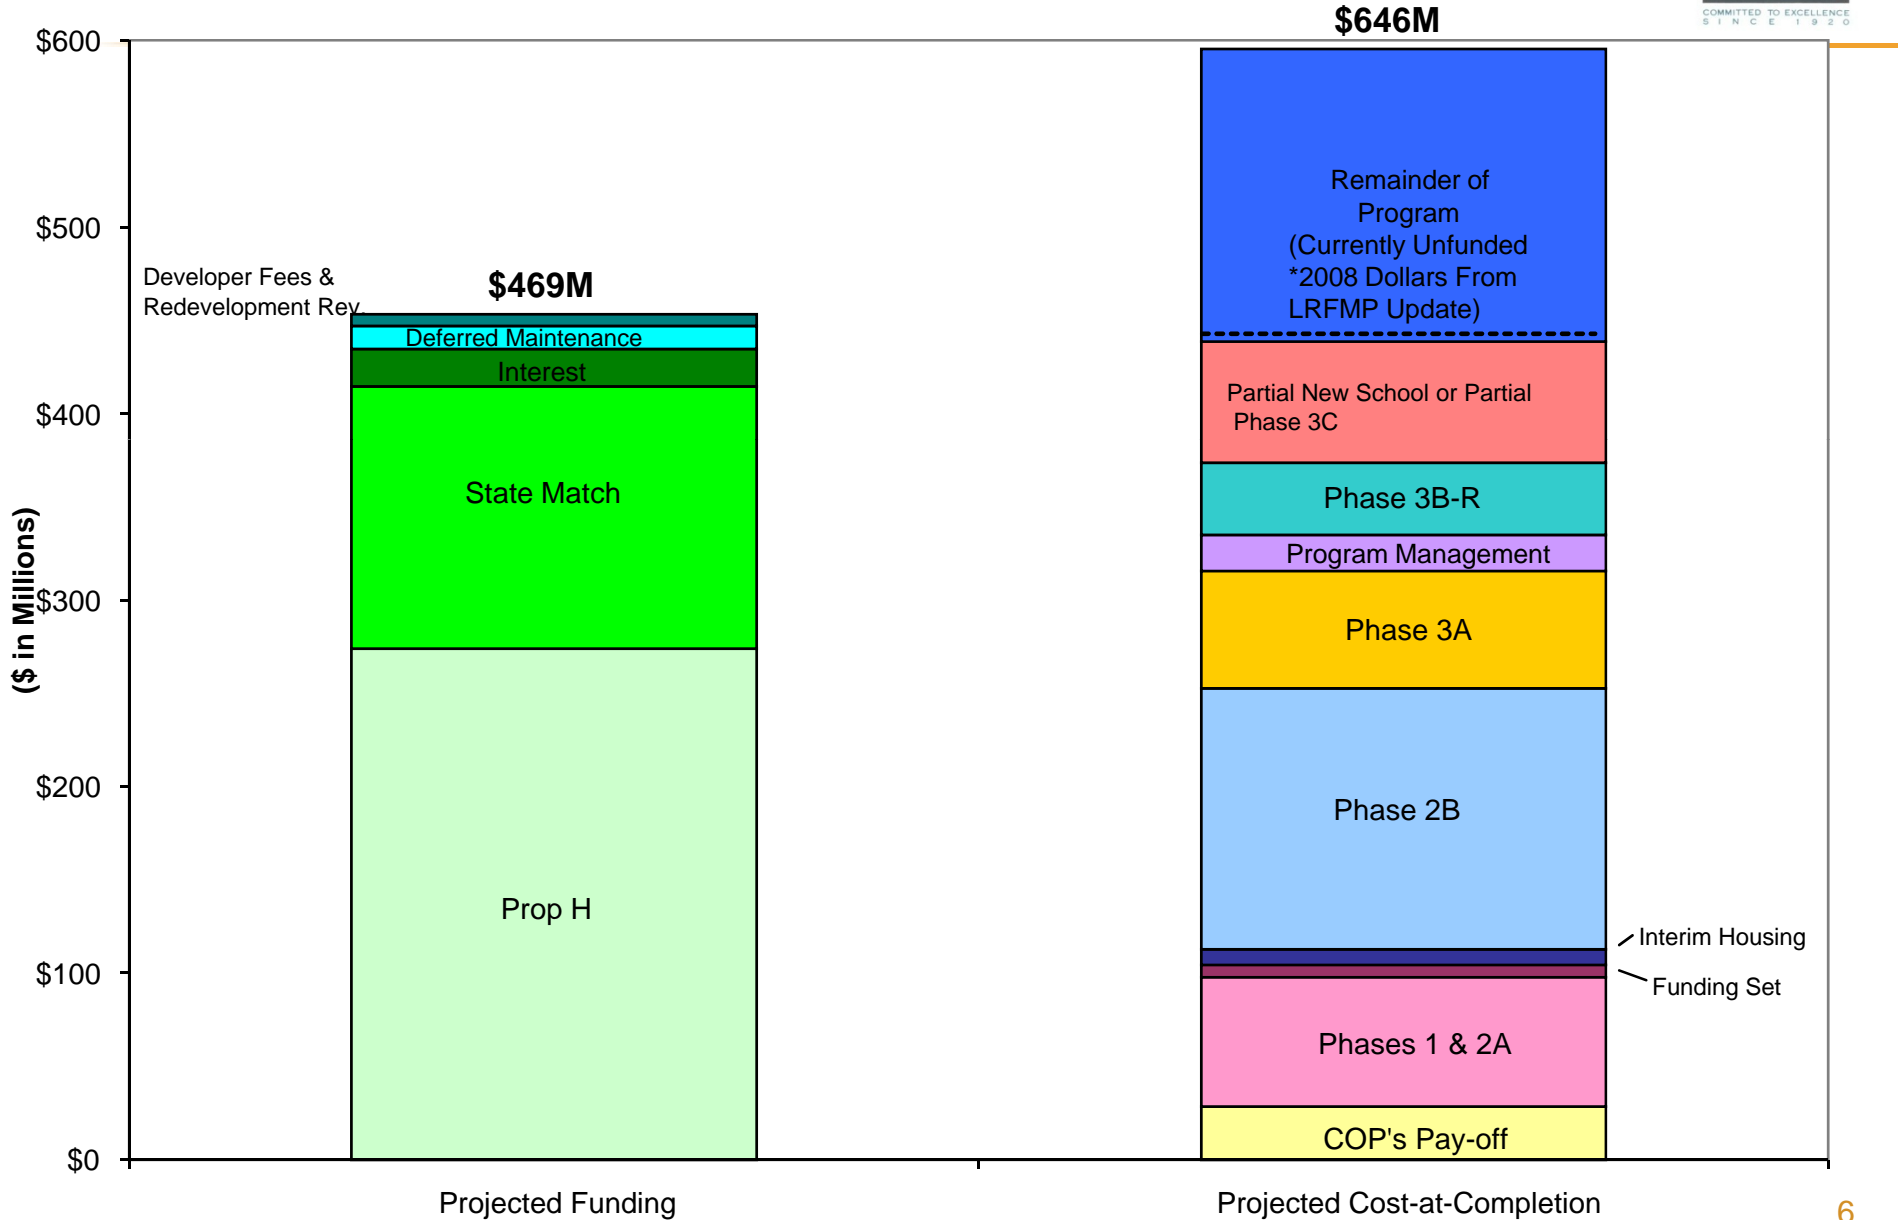 COMMITTED TO EXCELLENCE
SINCE 1920
$646M
$600
$500
$400
$300
$200
$100
$0
($ in Millions)
Developer Fees &
Redevelopment Rev.
$469M
Deferred Maintenance
Interest
State Match
Prop H
Remainder of
Program
(Currently Unfunded
*2008 Dollars From
LRFMP Update)
Partial New School or Partial
Phase 3C
Phase 3B-R
Program Management
Phase 3A
Phase 2B
Interim Housing
Funding Set
Phases 1 & 2A
COP's Pay-off
Projected Funding
Projected Cost-at-Completion
6